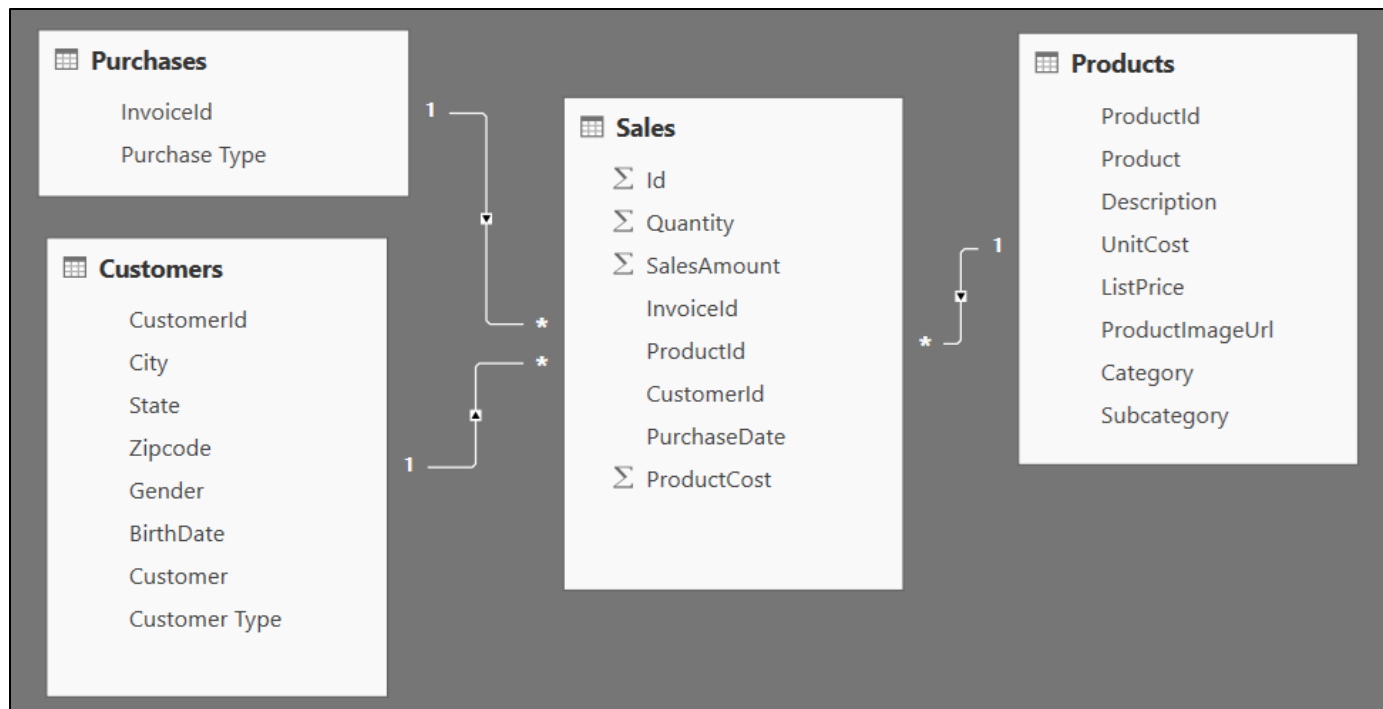 Purchases
InvoiceId
Purchase Type
1
*
Customers
CustomerId
City
State
Zipcode
Gender
BirthDate
Customer
Customer Type
1
*
Sales
Σ Id
Σ Quantity
Σ SalesAmount
InvoiceId
ProductId
CustomerId
PurchaseDate
Σ ProductCost
*
1
Products
ProductId
Product
Description
UnitCost
ListPrice
ProductImageUrl
Category
Subcategory